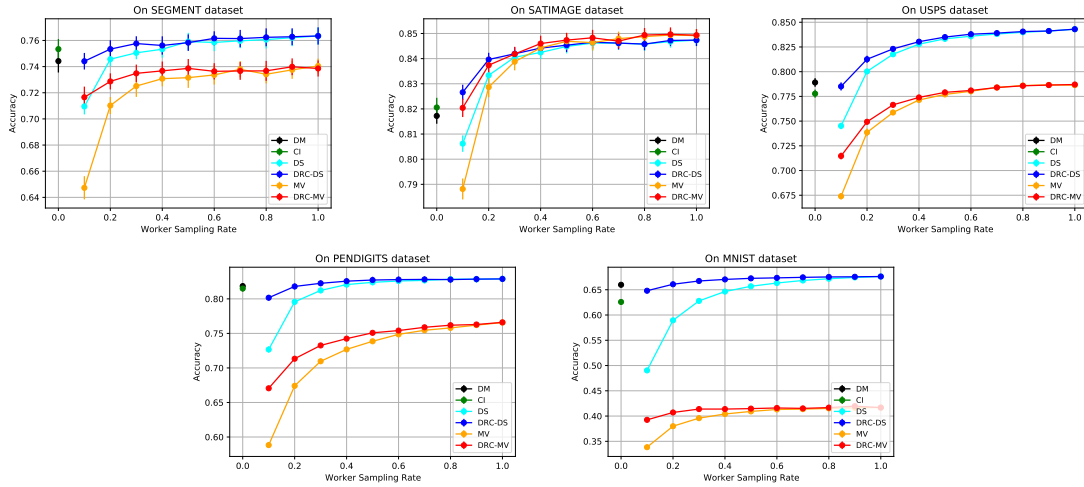 On SEGMENT dataset
Accuracy
0.76
0.74
0.72
0.70
0.68
0.66
0.64
0.0 0.2 0.4 0.6 0.8 1.0
Worker Sampling Rate
DM
CI
DS
DRC-DS
MV
DRC-MV
On SATIMAGE dataset
Accuracy
0.85
0.84
0.83
0.82
0.81
0.80
0.79
0.0 0.2 0.4 0.6 0.8 1.0
Worker Sampling Rate
DM
CI
DS
DRC-DS
MV
DRC-MV
On USPS dataset
Accuracy
0.850
0.825
0.800
0.775
0.750
0.725
0.700
0.675
0.0 0.2 0.4 0.6 0.8 1.0
Worker Sampling Rate
DM
CI
DS
DRC-DS
MV
DRC-MV
On PENDIGITS dataset
Accuracy
0.80
0.75
0.70
0.65
0.60
0.0 0.2 0.4 0.6 0.8 1.0
Worker Sampling Rate
DM
CI
DS
DRC-DS
MV
DRC-MV
On MNIST dataset
Accuracy
0.65
0.60
0.55
0.50
0.45
0.40
0.35
0.0 0.2 0.4 0.6 0.8 1.0
Worker Sampling Rate
DM
CI
DS
DRC-DS
MV
DRC-MV